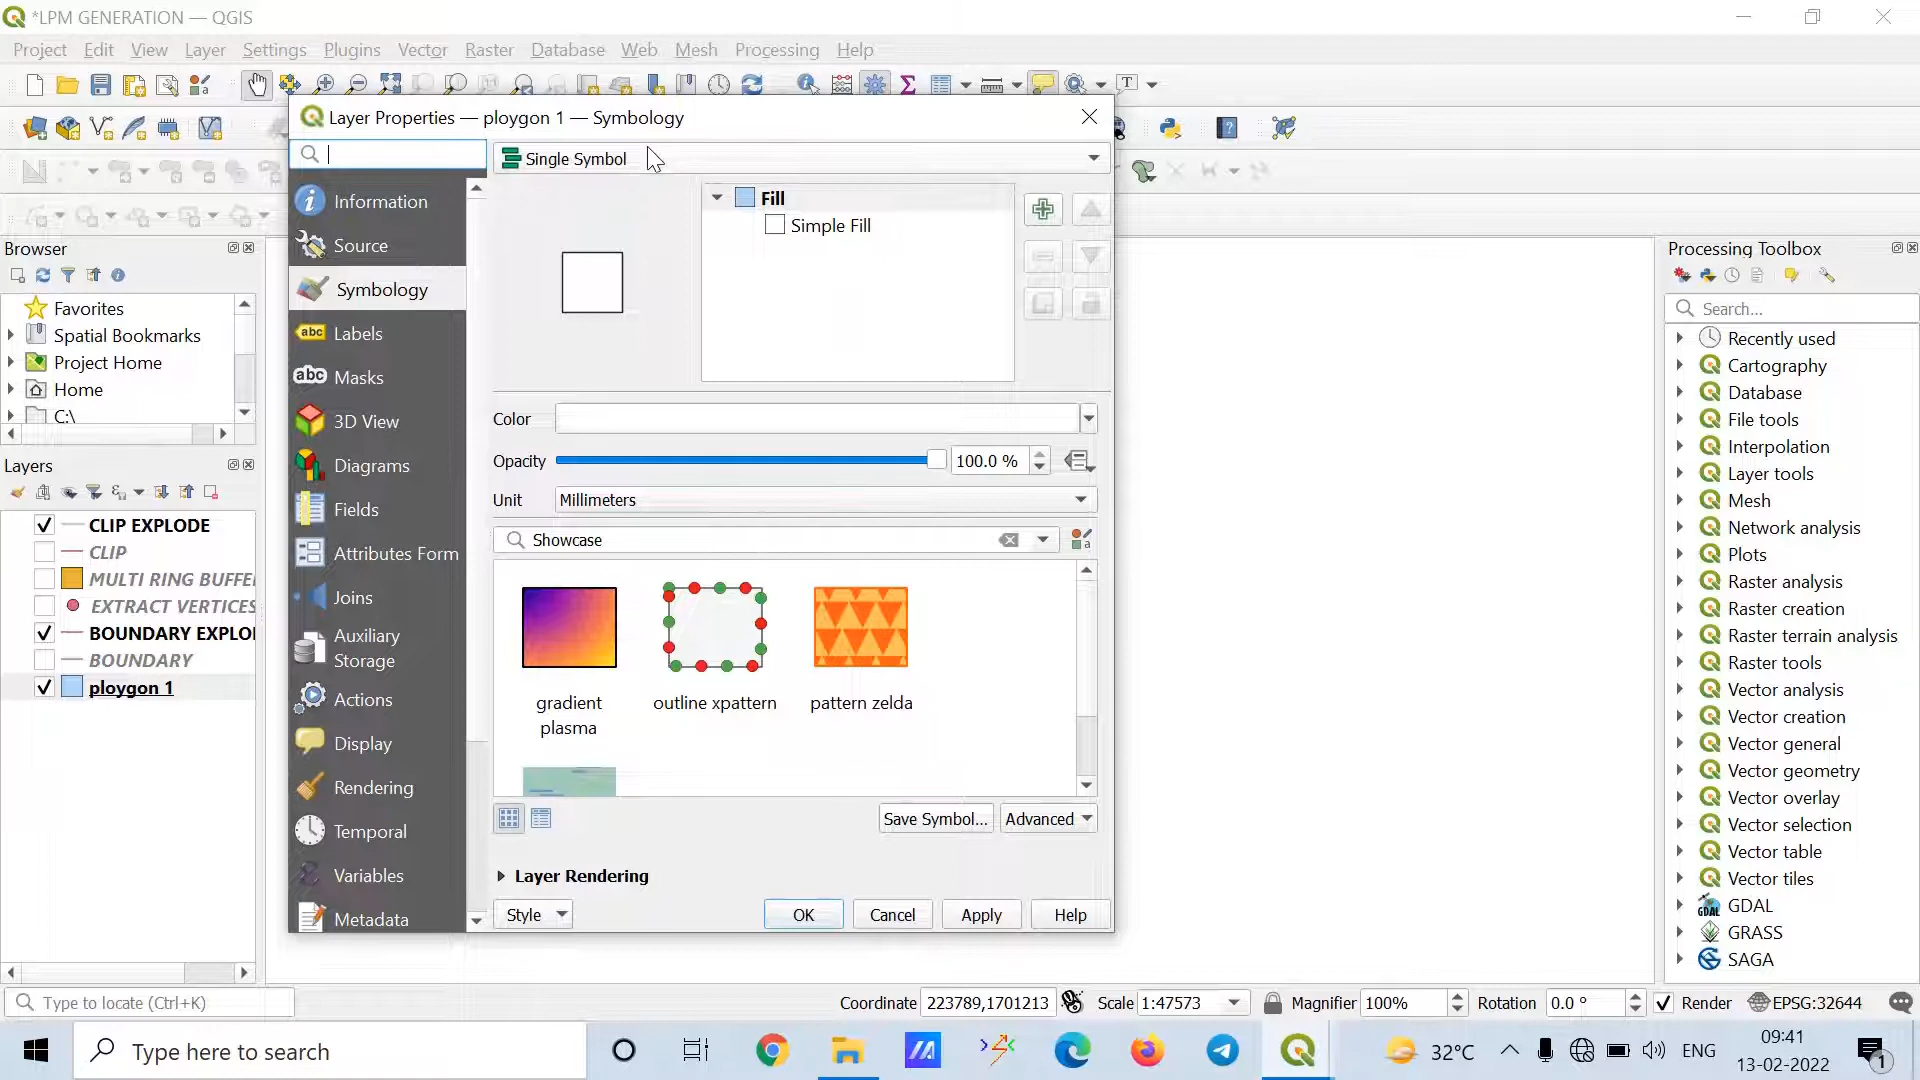 *LPM GENERATION — QGIS
Project Edit View Layer Settings Plugins Vector Raster Database Web Mesh Processing Help
Layer Properties — ploygon 1 — Symbology
Single Symbol
Information
Source
Symbology
Labels
Masks
3D View
Diagrams
Fields
Attributes Form
Joins
Auxiliary
Storage
Actions
Display
Rendering
Temporal
Variables
Metadata
Fill
Simple Fill
Color
Opacity 100.0 %
Unit Millimeters
Showcase
gradient
plasma
outline xpattern
pattern zelda
Save Symbol... Advanced
Layer Rendering
Style OK Cancel Apply Help
Browser
Favorites
Spatial Bookmarks
Project Home
Home
C:\
Layers
CLIP EXPLODE
CLIP
MULTI RING BUFFE
EXTRACT VERTICES
BOUNDARY EXPLO
BOUNDARY
ploygon 1
Processing Toolbox
Search...
Recently used
Cartography
Database
File tools
Interpolation
Layer tools
Mesh
Network analysis
Plots
Raster analysis
Raster creation
Raster terrain analysis
Raster tools
Vector analysis
Vector creation
Vector general
Vector geometry
Vector overlay
Vector selection
Vector table
Vector tiles
GDAL
GRASS
SAGA
Type to locate (Ctrl+K) Coordinate 223789,1701213 Scale 1:47573 Magnifier 100% Rotation 0.0 ° Render EPSG:32644
Type here to search 32°C ENG 09:41
13-02-2022
1